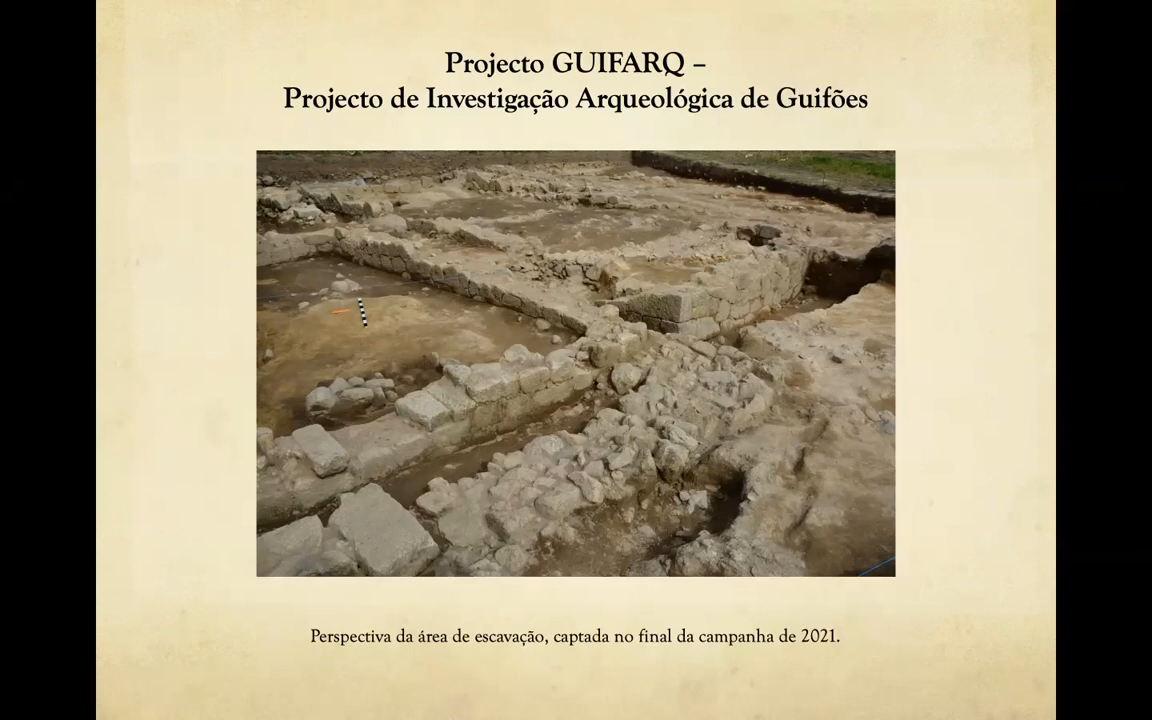 Projecto GUIFARQ –
Projecto de Investigação Arqueológica de Guifões
Perspectiva da área de escavação, captada no final da campanha de 2021.